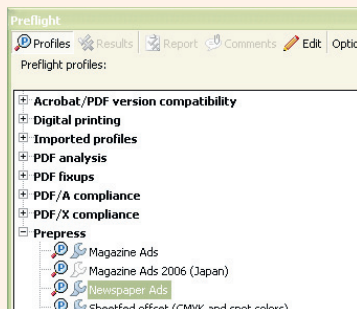 Preflight
Profiles Results Report Comments Edit Optio
Preflight profiles:
Acrobat/PDF version compatibility
Digital printing
Imported profiles
PDF analysis
PDF fixups
PDF/A compliance
PDF/X compliance
Prepress
Magazine Ads
Magazine Ads 2006 (Japan)
Newspaper Ads
Sheetfed offset (CMYK and spot colors)